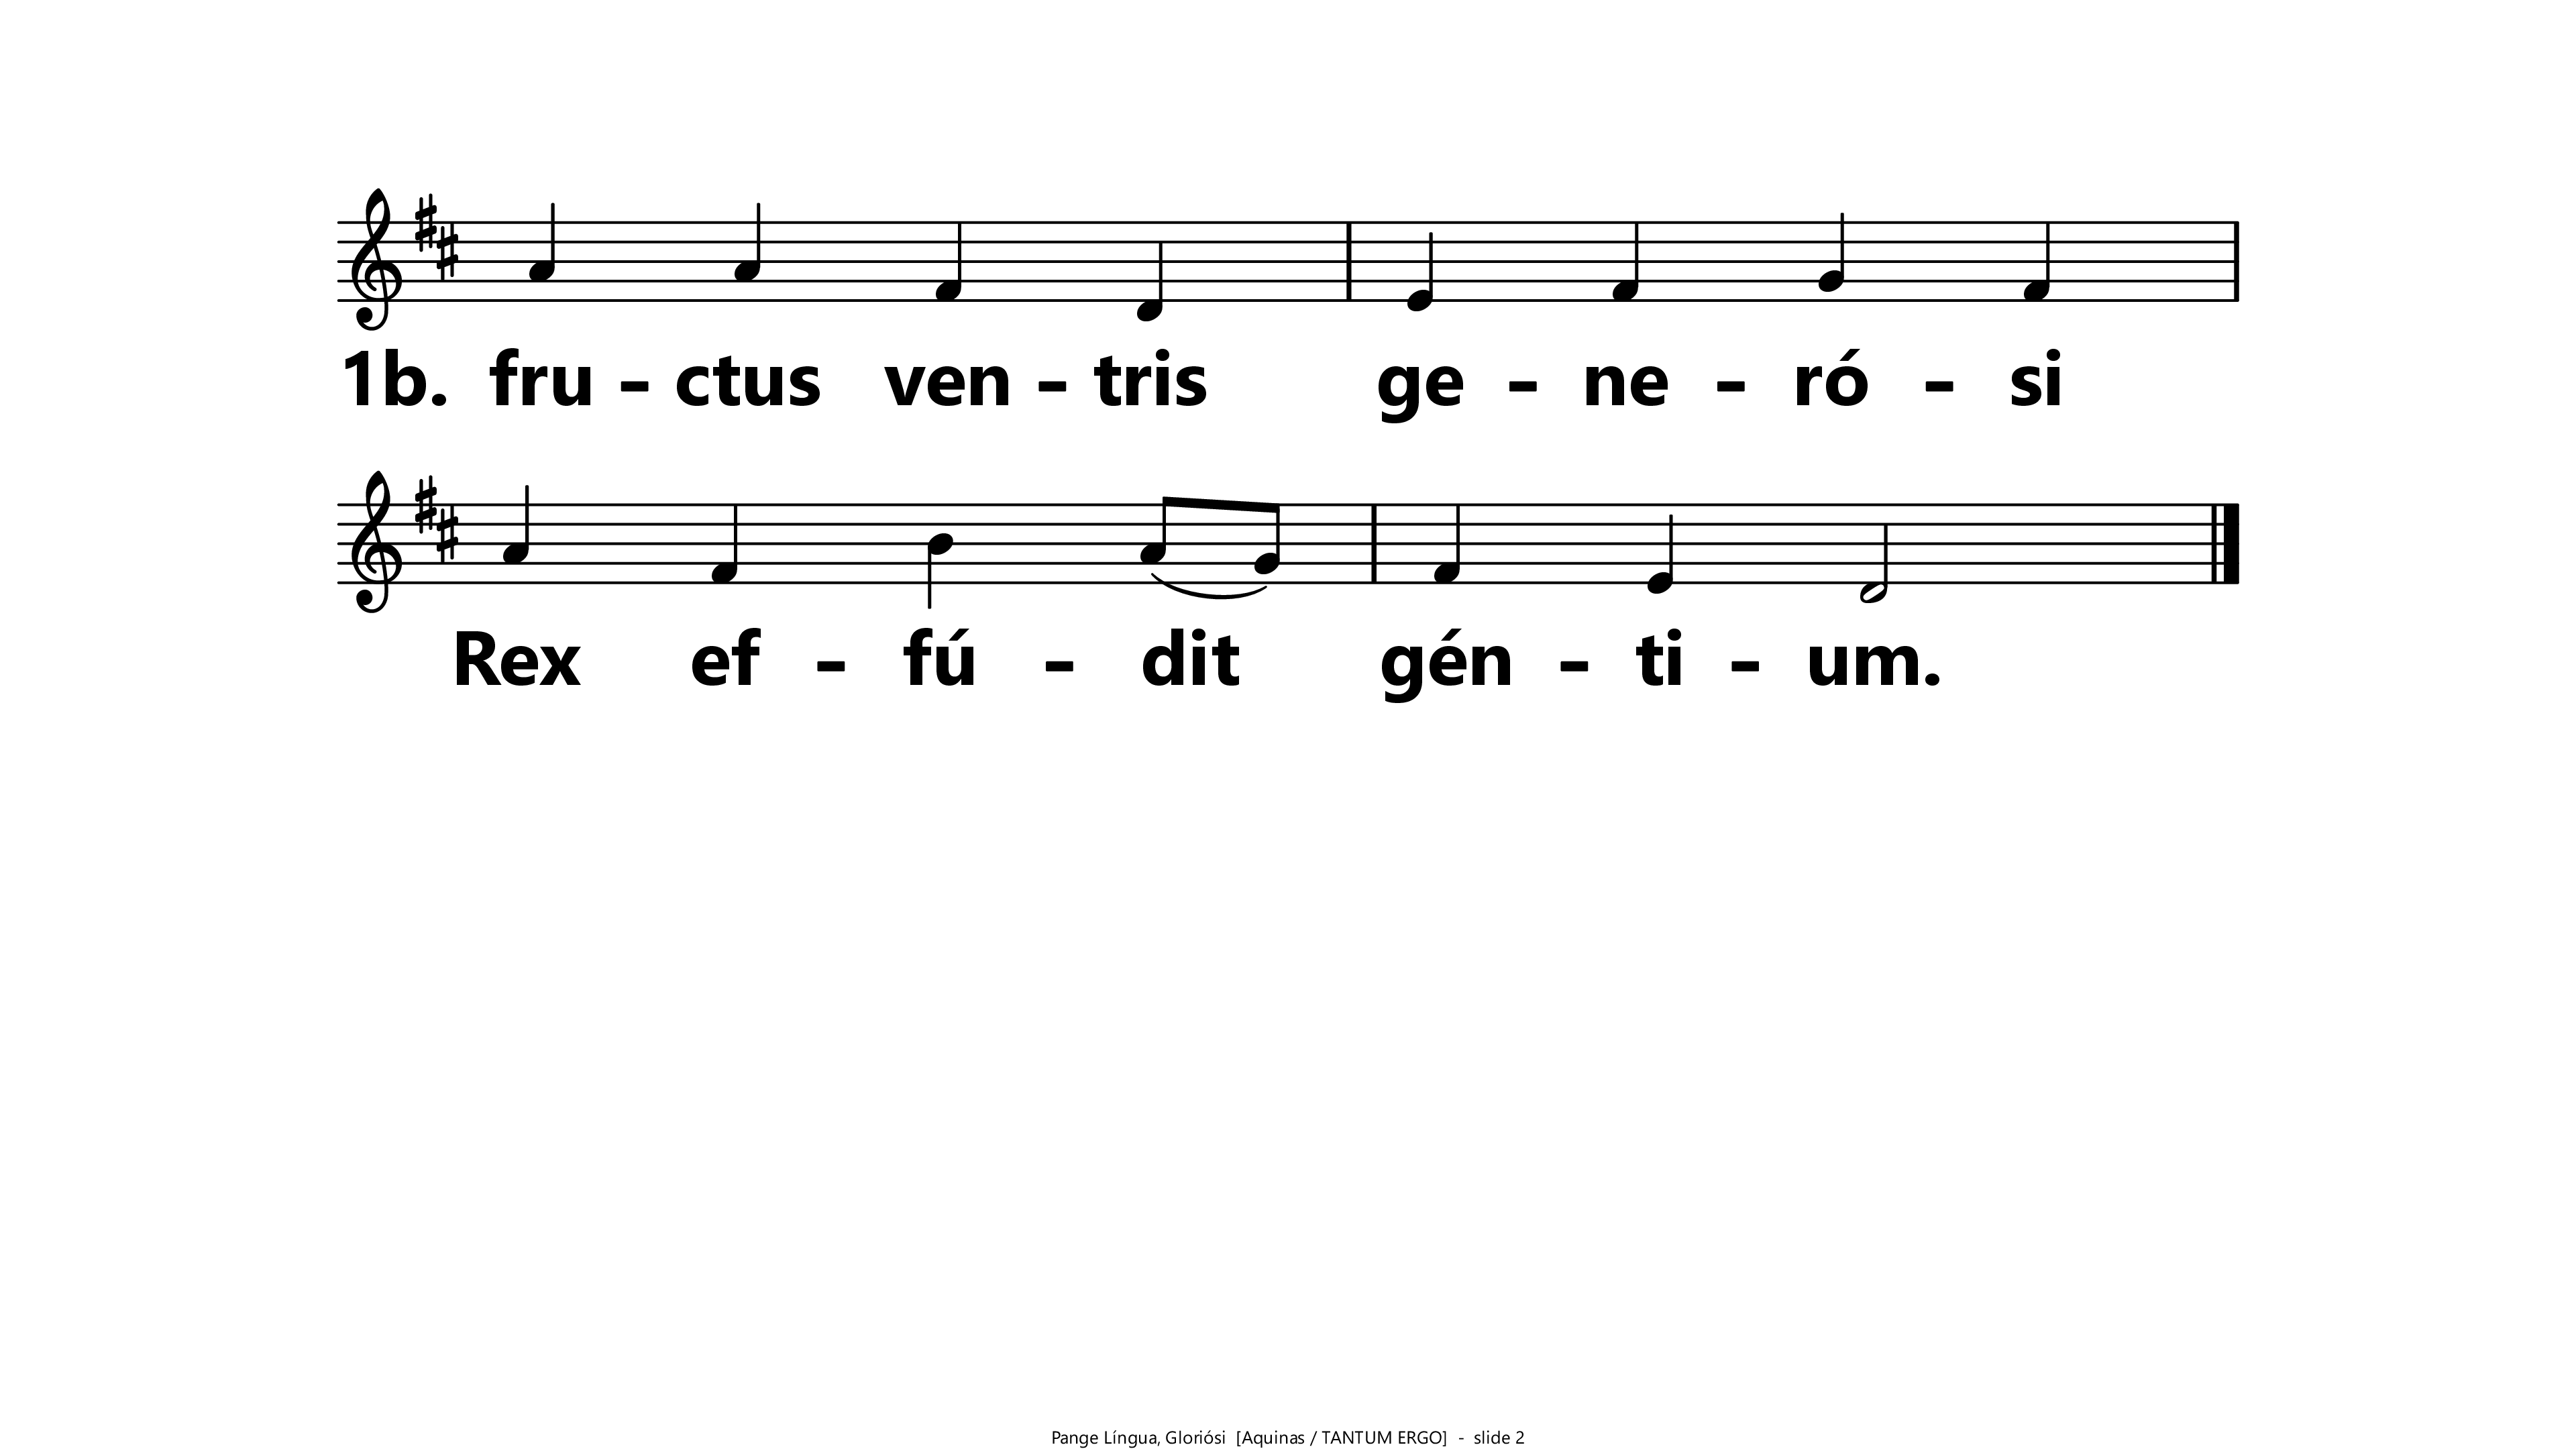 1b. fru - ctus ven - tris ge - ne - ró - si
Rex ef - fú - dit gén - ti - um.
Pange Língua, Gloriósi [Aquinas / TANTUM ERGO] - slide 2